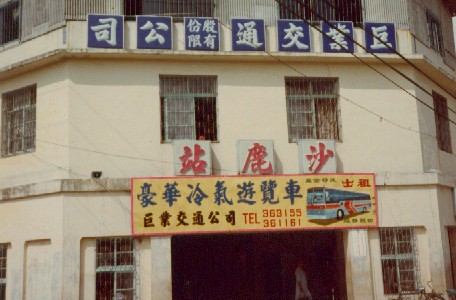 巨業交通股份有限公司
沙鹿站
豪華冷氣遊覽車 出租
巨業交通公司 TEL 363155
361161